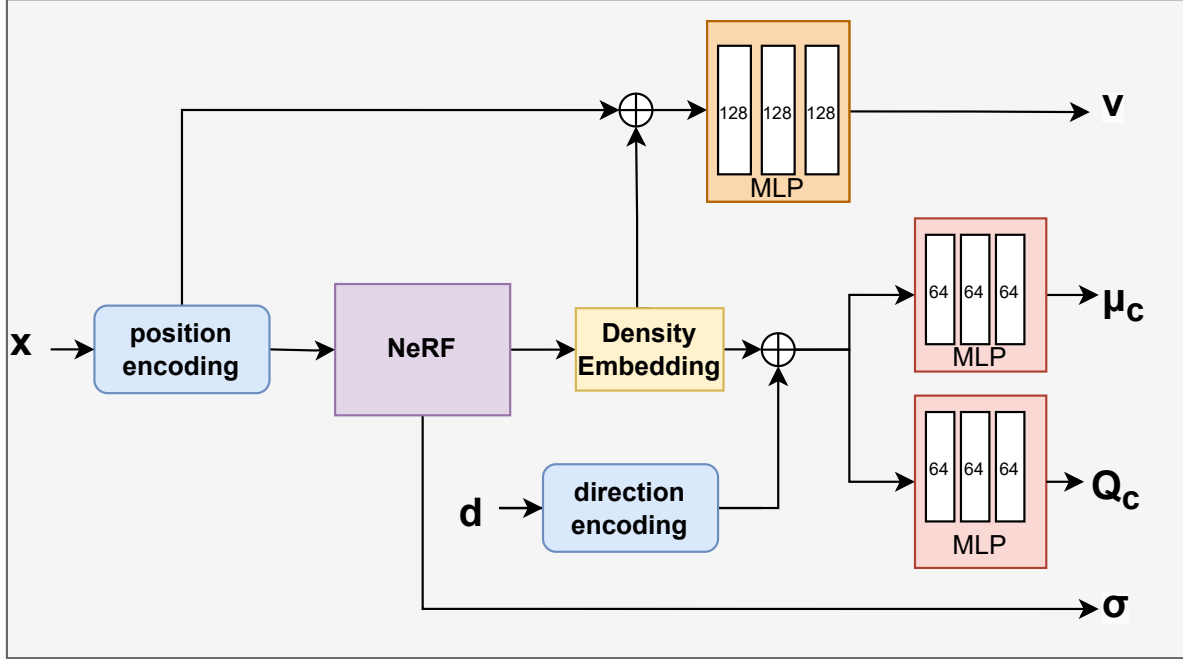 128 128 128
MLP
v
64 64 64
MLP
μc
x
position
encoding
NeRF
Density
Embedding
64 64 64
MLP
Qc
d
direction
encoding
σ